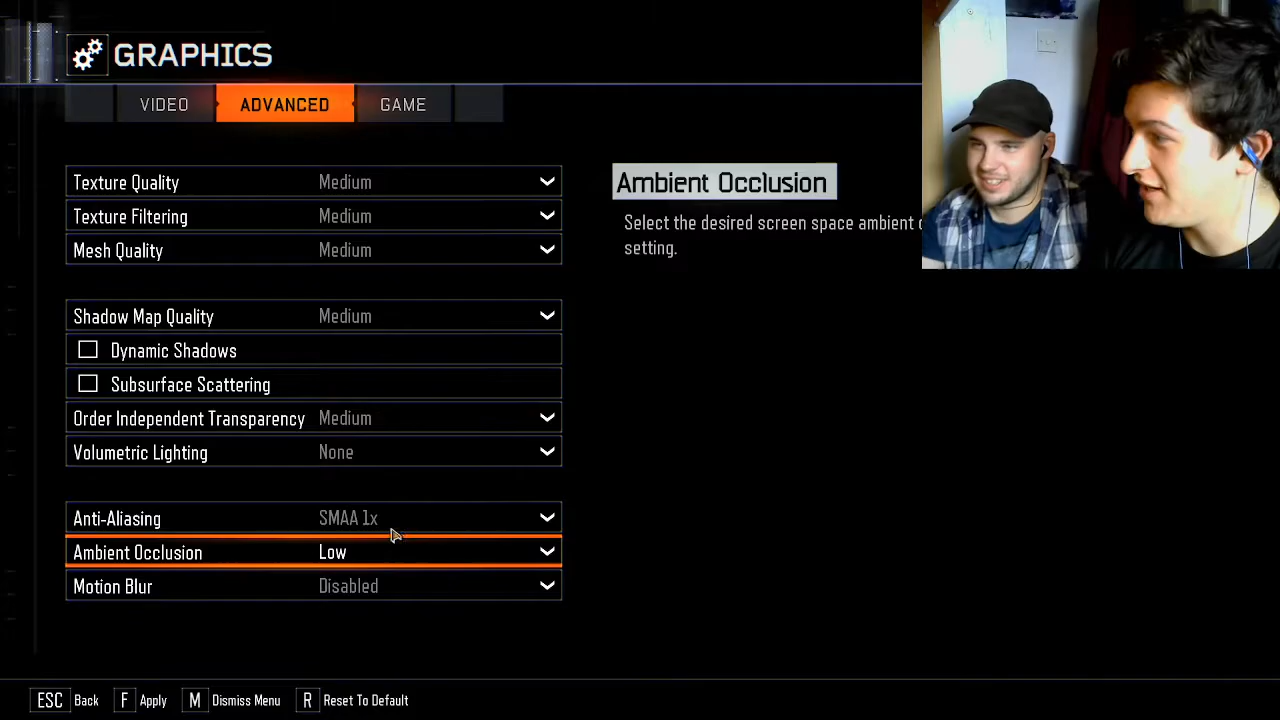 GRAPHICS
VIDEO ADVANCED GAME
Texture Quality Medium
Texture Filtering Medium
Mesh Quality Medium
Shadow Map Quality Medium
Dynamic Shadows
Subsurface Scattering
Order Independent Transparency Medium
Volumetric Lighting None
Anti-Aliasing SMAA 1x
Ambient Occlusion Low
Motion Blur Disabled
Ambient Occlusion
Select the desired screen space ambient
setting.
ESC Back F Apply M Dismiss Menu R Reset To Default